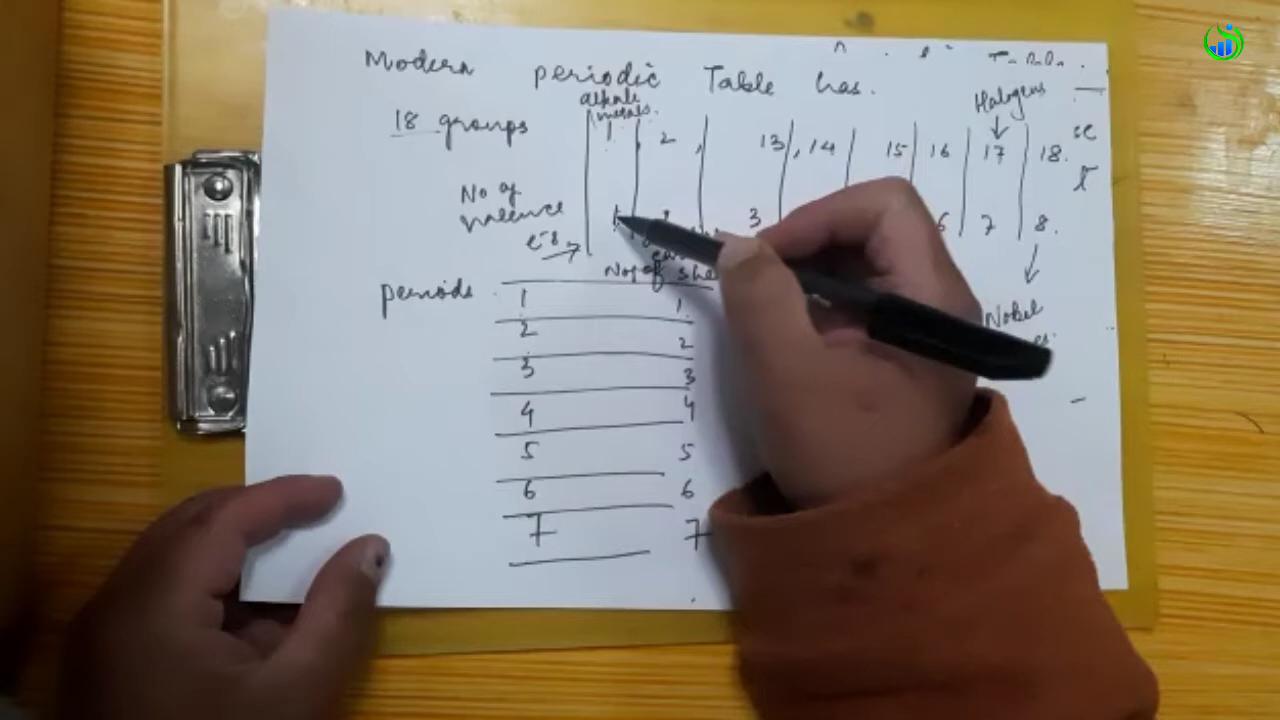 Modern periodic Table has.
alkali
metals.
Halogens
18 groups 1, 2, 13, 14 15 16 17 18.
No of
valence 1 2 3 6 7 8.
e⁻s →
No. of she
periods 1 1.
2 2
3 3
4 4
5 5
6 6
7 7
Nobel